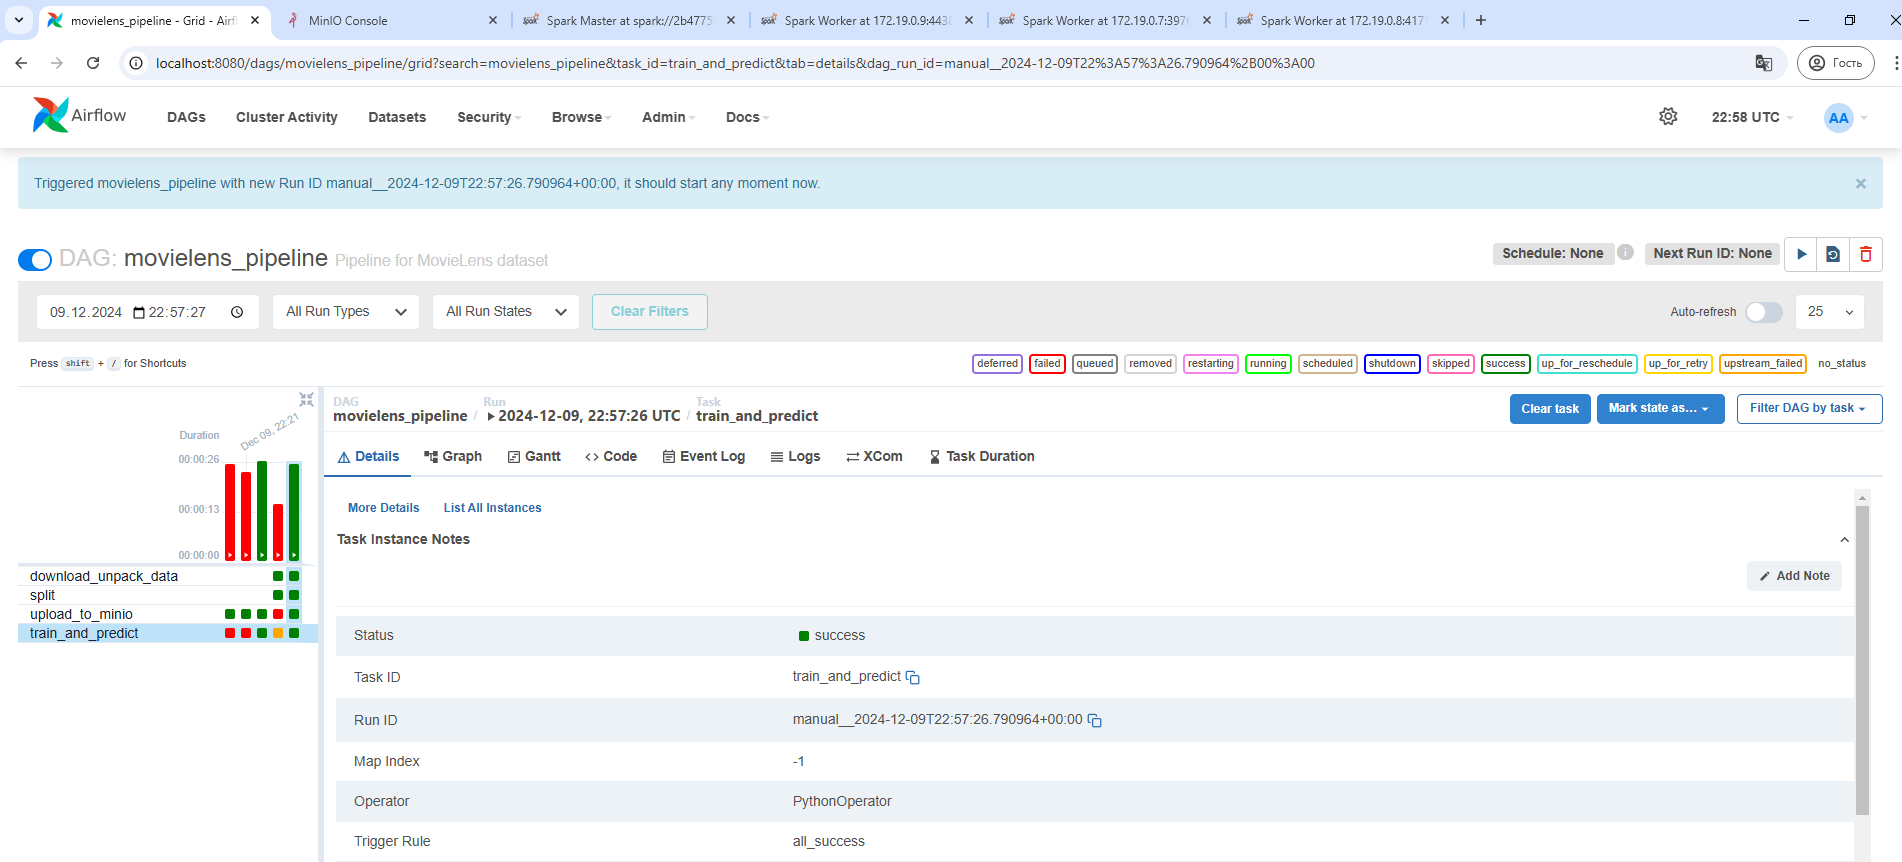 movielens_pipeline - Grid - Airfl
MinIO Console
Spark Master at spark://2b4775
Spark Worker at 172.19.0.9:443
Spark Worker at 172.19.0.7:397
Spark Worker at 172.19.0.8:417
localhost:8080/dags/movielens_pipeline/grid?search=movielens_pipeline&task_id=train_and_predict&tab=details&dag_run_id=manual__2024-12-09T22%3A57%3A26.790964%2B00%3A00
Гость
Airflow
DAGs
Cluster Activity
Datasets
Security
Browse
Admin
Docs
22:58 UTC
AA
Triggered movielens_pipeline with new Run ID manual__2024-12-09T22:57:26.790964+00:00, it should start any moment now.
DAG: movielens_pipeline Pipeline for MovieLens dataset
Schedule: None
Next Run ID: None
09.12.2024 22:57:27
All Run Types
All Run States
Clear Filters
Auto-refresh
25
Press shift + / for Shortcuts
deferred
failed
queued
removed
restarting
running
scheduled
shutdown
skipped
success
up_for_reschedule
up_for_retry
upstream_failed
no_status
Duration
Dec 09, 22:21
00:00:26
00:00:13
00:00:00
download_unpack_data
split
upload_to_minio
train_and_predict
DAG
movielens_pipeline /
Run
2024-12-09, 22:57:26 UTC /
Task
train_and_predict
Clear task
Mark state as...
Filter DAG by task
Details
Graph
Gantt
Code
Event Log
Logs
XCom
Task Duration
More Details
List All Instances
Task Instance Notes
Add Note
Status success
Task ID train_and_predict
Run ID manual__2024-12-09T22:57:26.790964+00:00
Map Index -1
Operator PythonOperator
Trigger Rule all_success